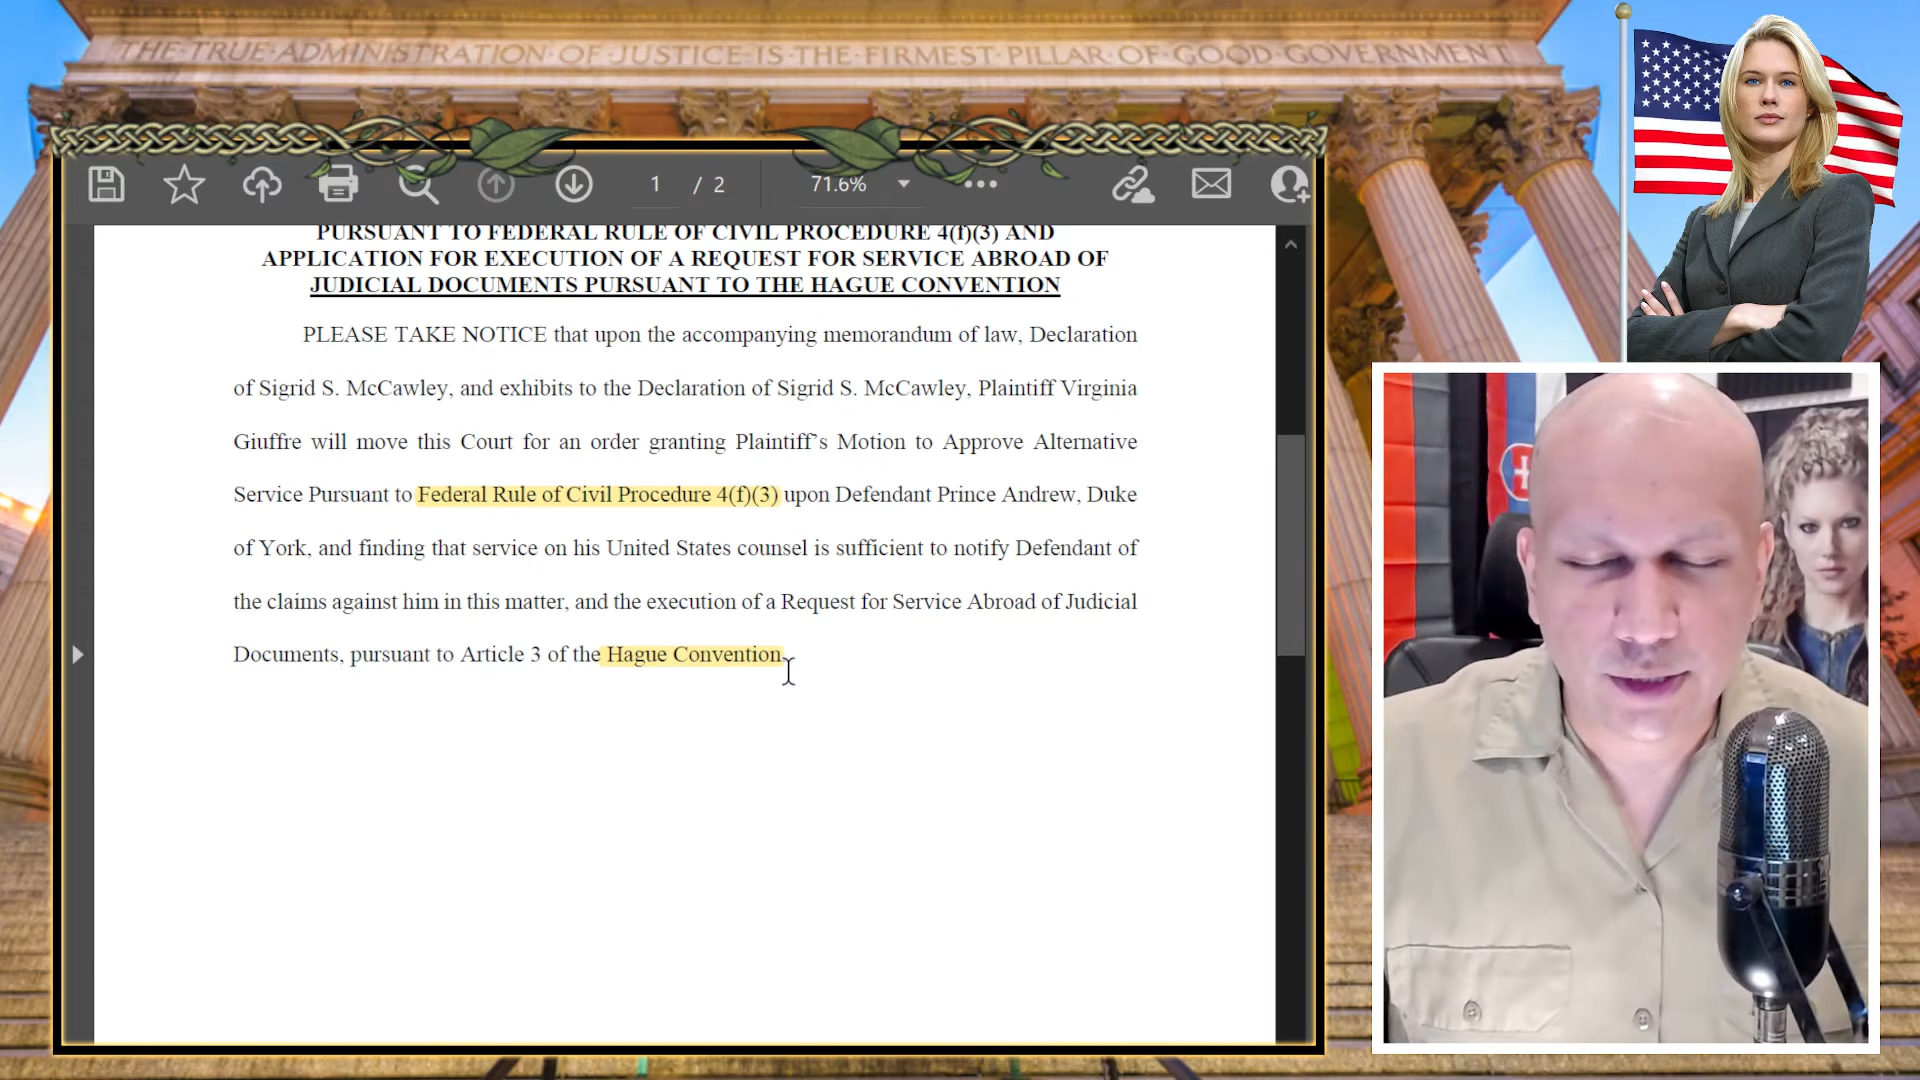 THE TRUE ADMINISTRATION OF JUSTICE IS THE FIRMEST PILLAR OF GOOD GOVERNMENT
1 / 2
71.6%
PURSUANT TO FEDERAL RULE OF CIVIL PROCEDURE 4(f)(3) AND
APPLICATION FOR EXECUTION OF A REQUEST FOR SERVICE ABROAD OF
JUDICIAL DOCUMENTS PURSUANT TO THE HAGUE CONVENTION
PLEASE TAKE NOTICE that upon the accompanying memorandum of law, Declaration
of Sigrid S. McCawley, and exhibits to the Declaration of Sigrid S. McCawley, Plaintiff Virginia
Giuffre will move this Court for an order granting Plaintiff's Motion to Approve Alternative
Service Pursuant to Federal Rule of Civil Procedure 4(f)(3) upon Defendant Prince Andrew, Duke
of York, and finding that service on his United States counsel is sufficient to notify Defendant of
the claims against him in this matter, and the execution of a Request for Service Abroad of Judicial
Documents, pursuant to Article 3 of the Hague Convention.